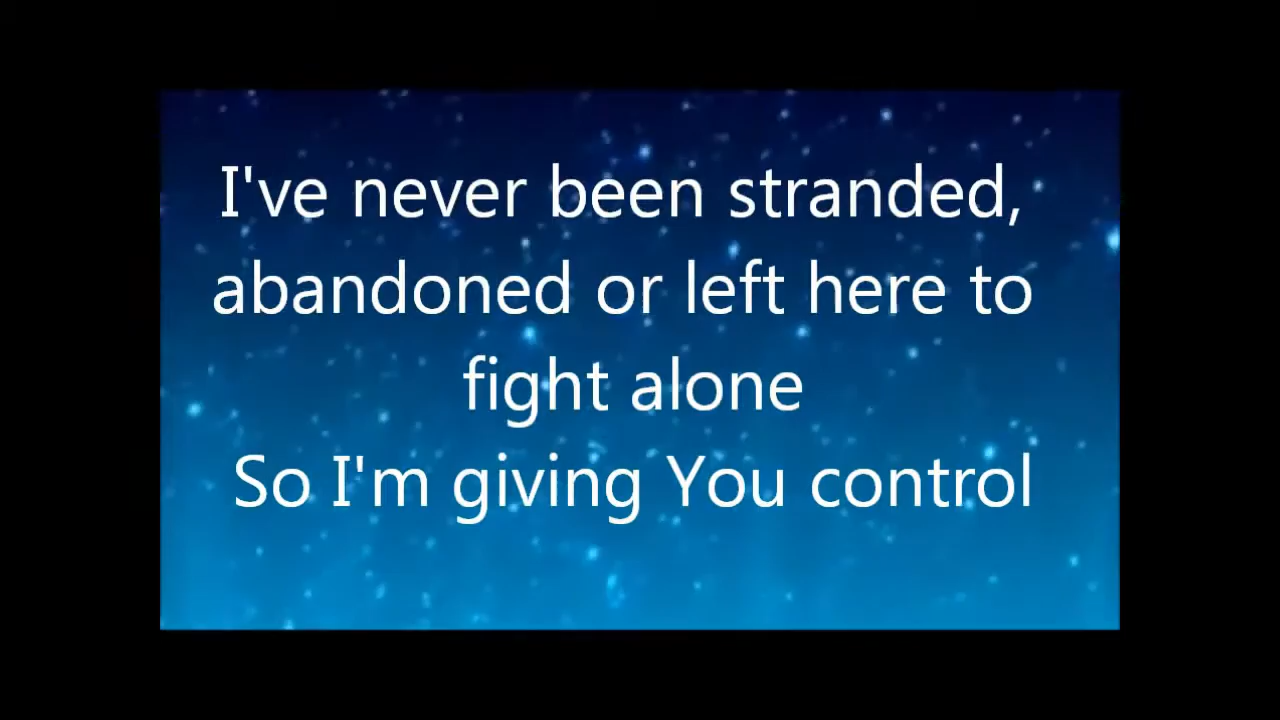 I've never been stranded,
abandoned or left here to
fight alone
So I'm giving You control